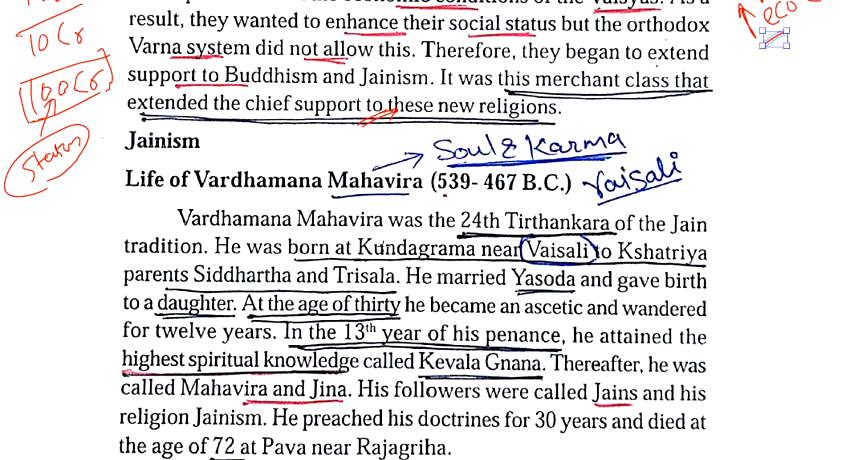 result, they wanted to enhance their social status but the orthodox
Varna system did not allow this. Therefore, they began to extend
support to Buddhism and Jainism. It was this merchant class that
extended the chief support to these new religions.
10 Cr
100 Cr
Status
eco
Jainism
Soul & Karma
Life of Vardhamana Mahavira (539- 467 B.C.)
Vaisali
Vardhamana Mahavira was the 24th Tirthankara of the Jain
tradition. He was born at Kundagrama near Vaisali to Kshatriya
parents Siddhartha and Trisala. He married Yasoda and gave birth
to a daughter. At the age of thirty he became an ascetic and wandered
for twelve years. In the 13th year of his penance, he attained the
highest spiritual knowledge called Kevala Gnana. Thereafter, he was
called Mahavira and Jina. His followers were called Jains and his
religion Jainism. He preached his doctrines for 30 years and died at
the age of 72 at Pava near Rajagriha.